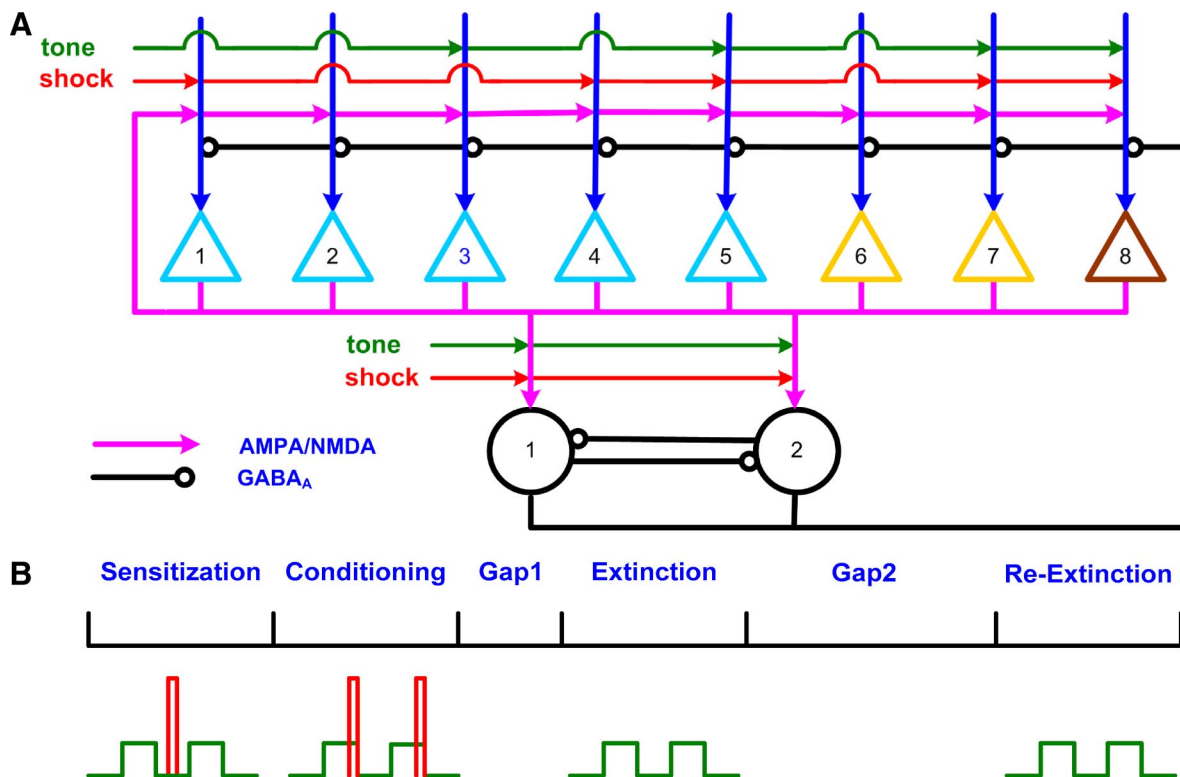 A
tone
shock
1 2 3 4 5 6 7 8
tone
shock
1 2
AMPA/NMDA
GABAA
B
Sensitization Conditioning Gap1 Extinction Gap2 Re-Extinction